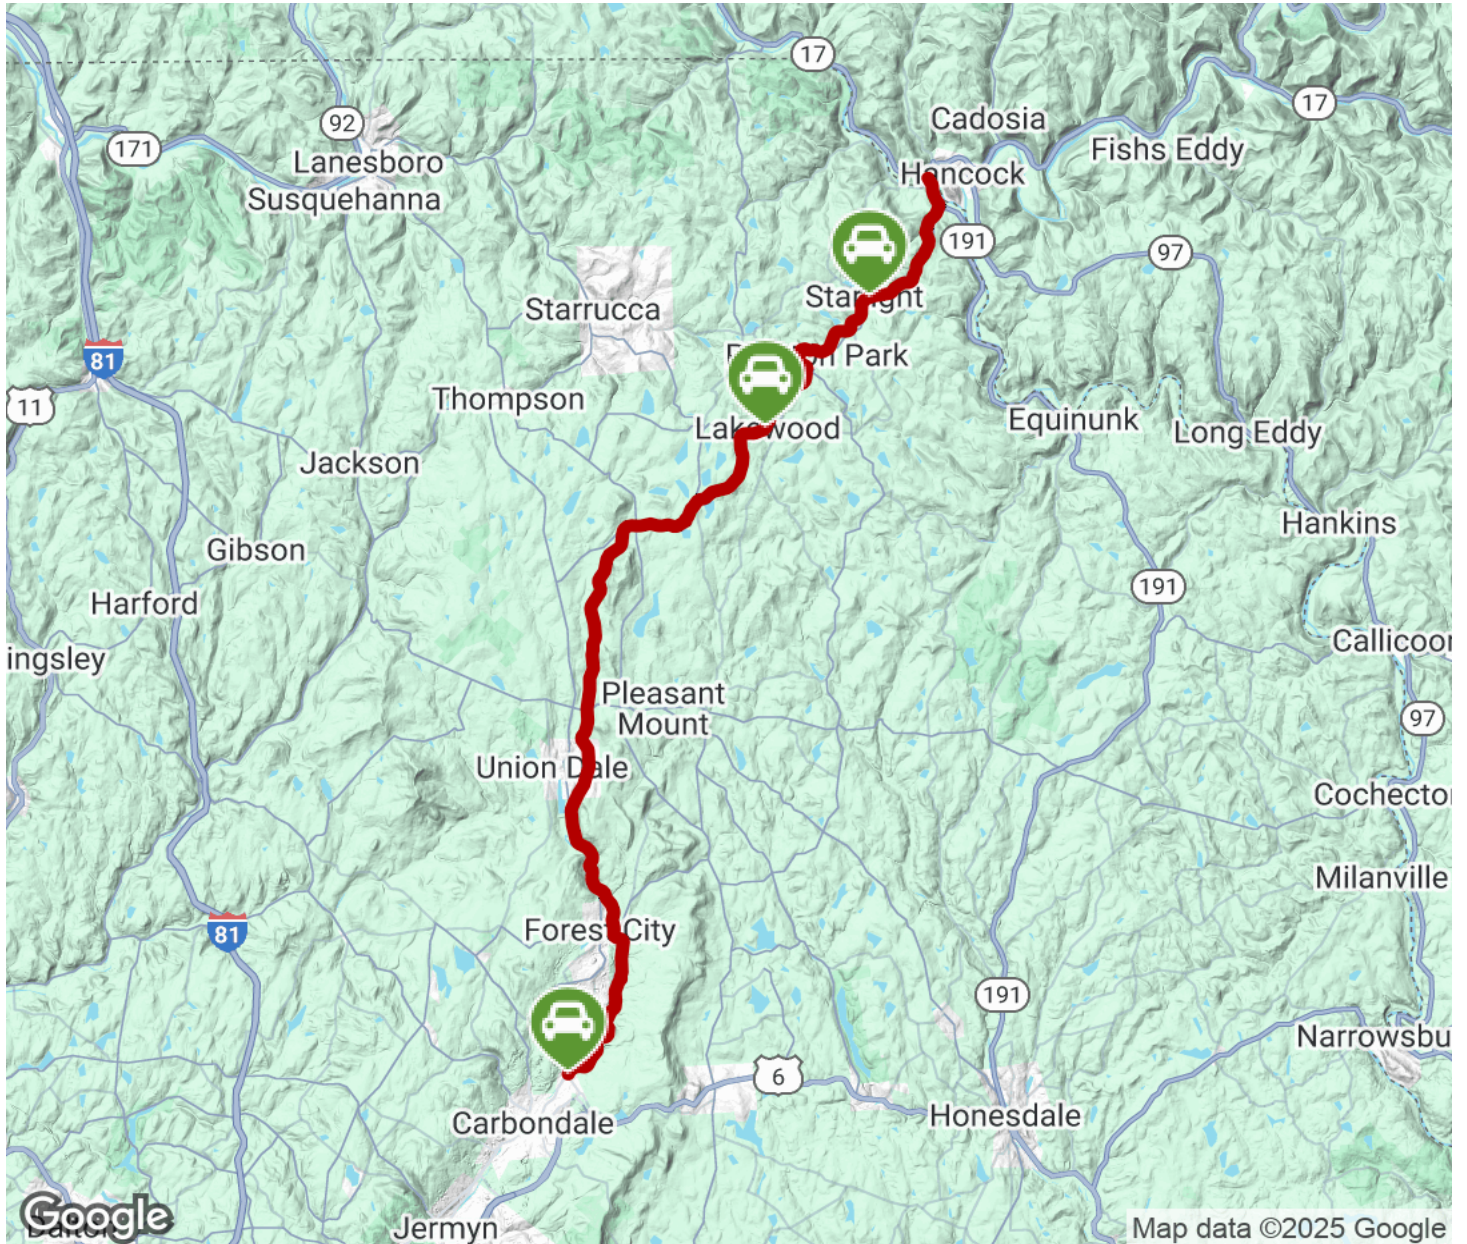 17
Cadosia
17
92
171
Fishs Eddy
Lanesboro
Hancock
Susquehanna
191
97
Starlight
Starrucca
81
Park
Thompson
11
Equinunk
Lakewood
Long Eddy
Jackson
Hankins
Gibson
191
Harford
Callicoon
ingsley
Pleasant
Mount
97
Union Dale
Cochecto
Milanville
Forest City
81
191
Narrowsbu
6
Carbondale
Honesdale
Google
Jermyn
Map data ©2025 Google